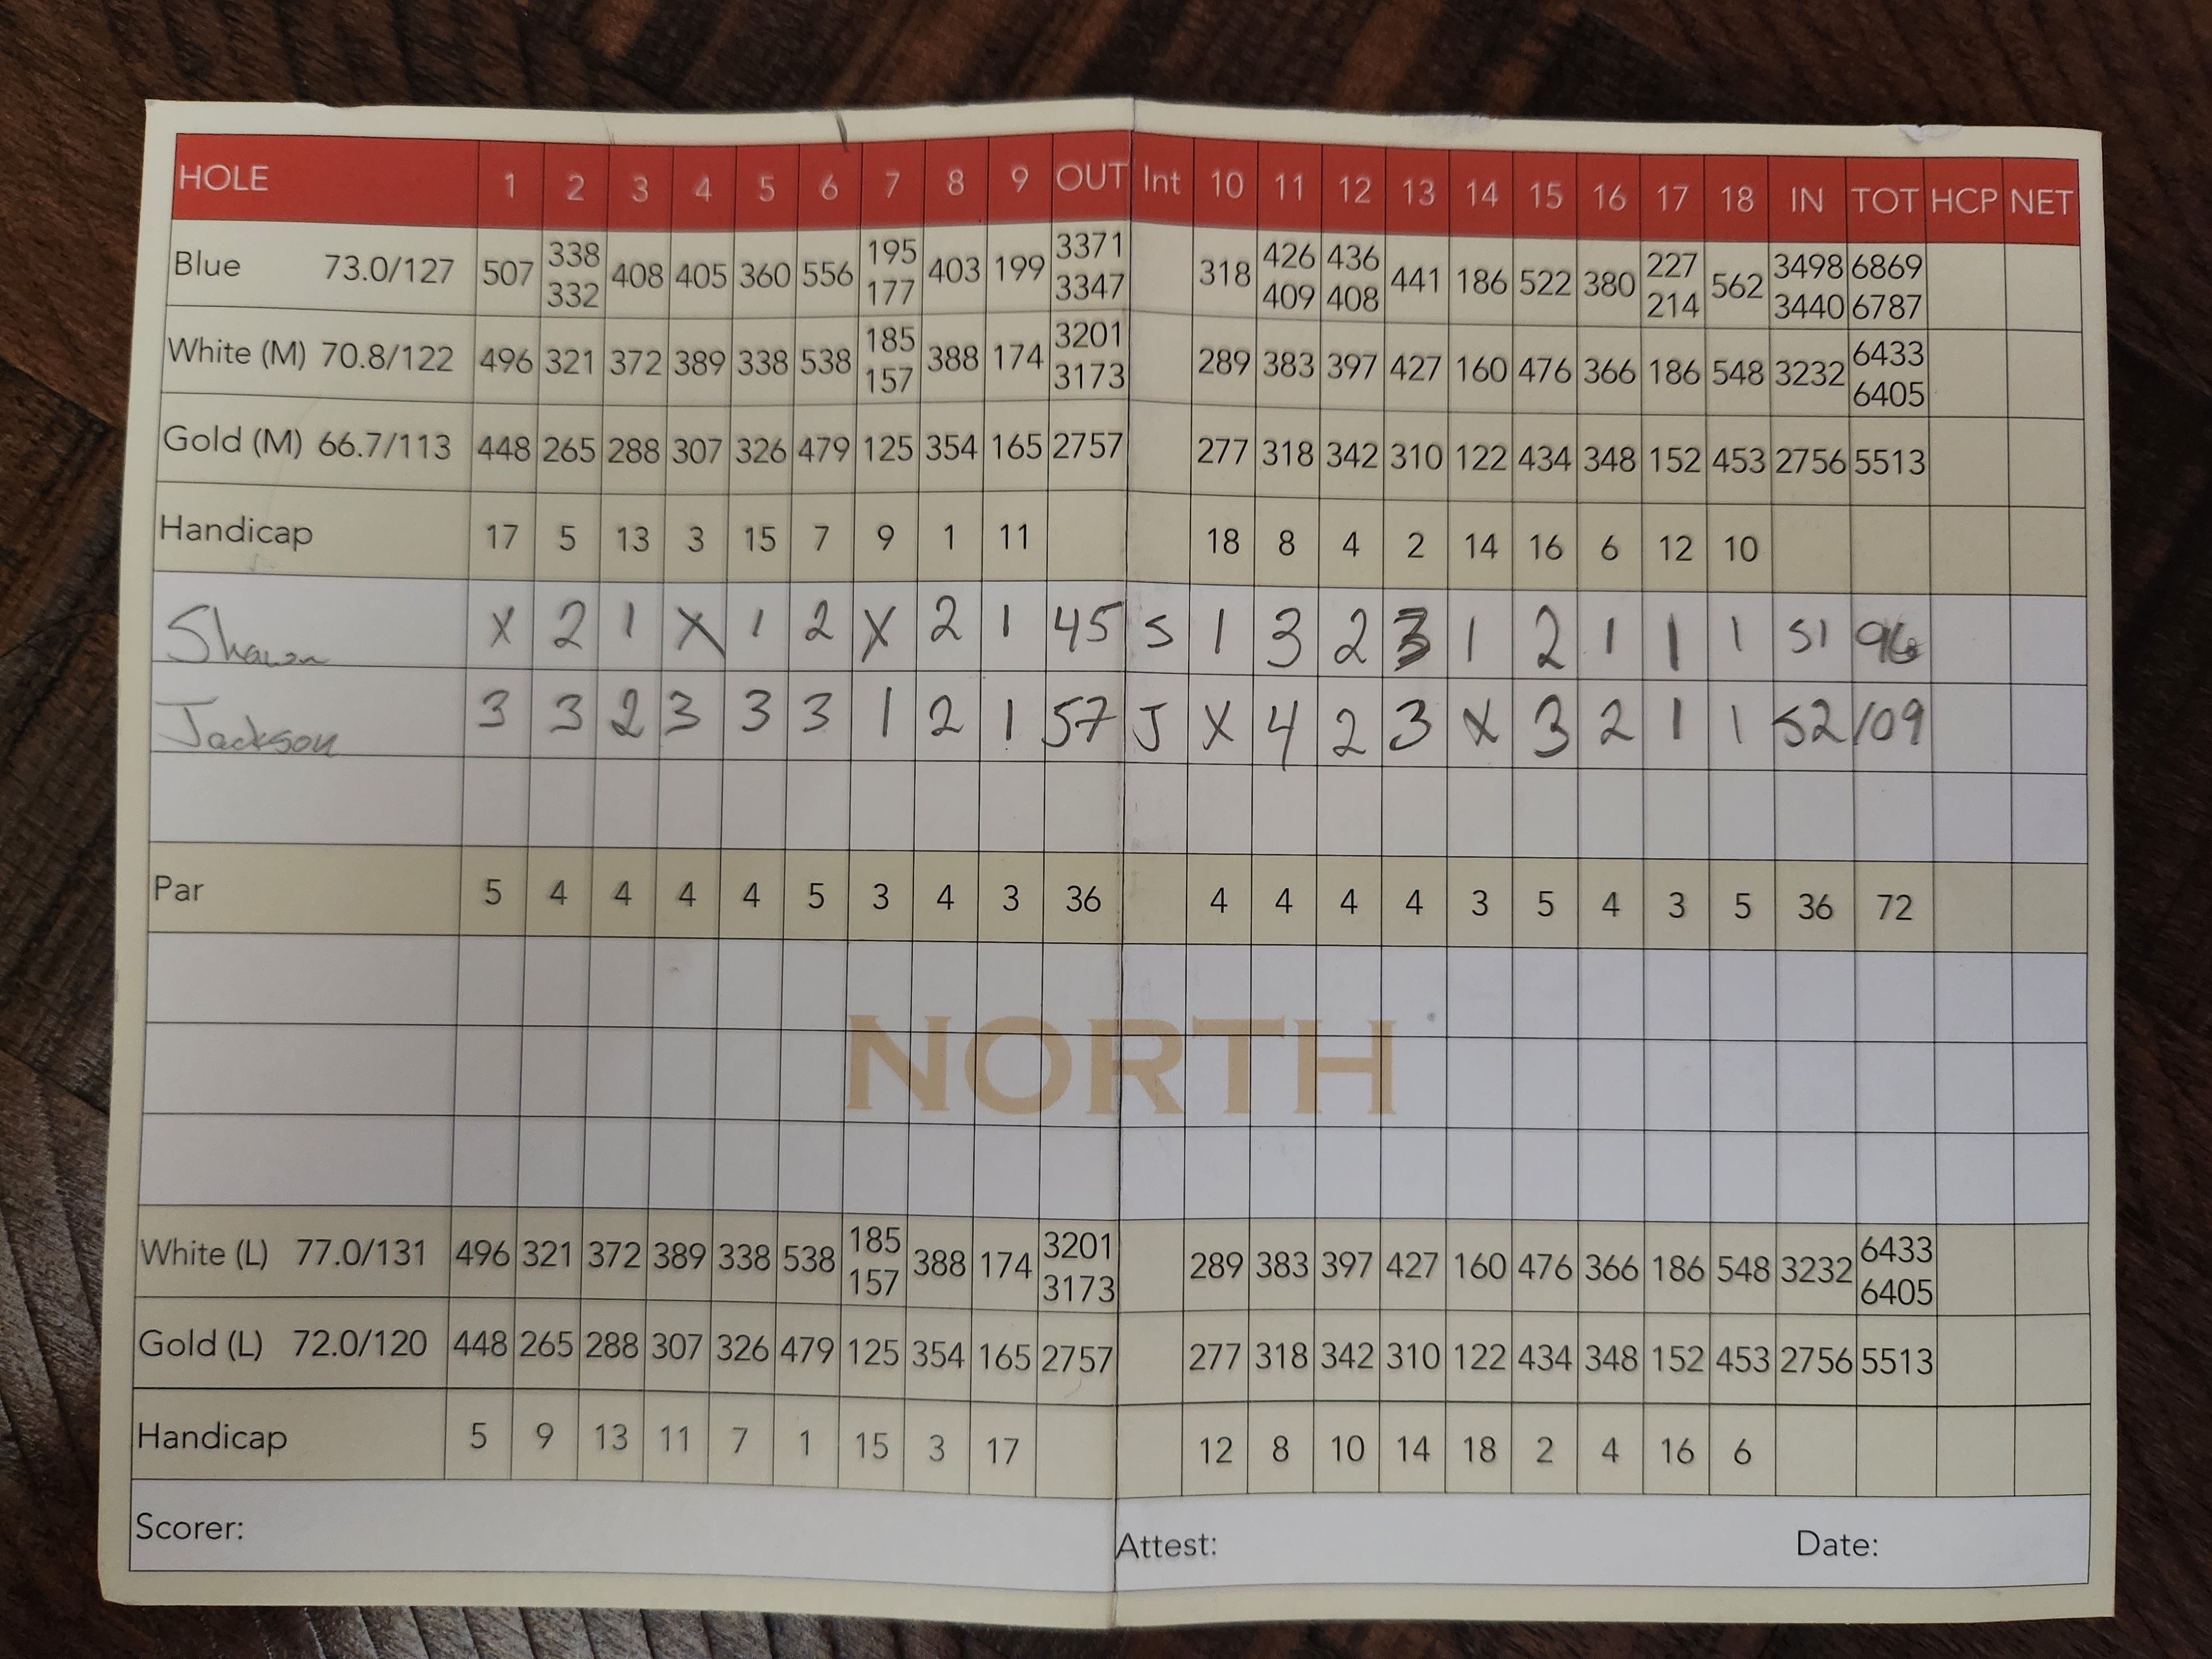 HOLE 1 2 3 4 5 6 7 8 9 OUT Int 10 11 12 13 14 15 16 17 18 IN TOT HCP NET
Blue 73.0/127 507 338 332 408 405 360 556 195 177 403 199 3371 3347 318 426 409 436 408 441 186 522 380 227 214 562 3498 3440 6869 6787
White (M) 70.8/122 496 321 372 389 338 538 185 157 388 174 3201 3173 289 383 397 427 160 476 366 186 548 3232 6433 6405
Gold (M) 66.7/113 448 265 288 307 326 479 125 354 165 2757 277 318 342 310 122 434 348 152 453 2756 5513
Handicap 17 5 13 3 15 7 9 1 11 18 8 4 2 14 16 6 12 10
Shawn X 2 1 X 1 2 X 2 1 45 S 1 3 2 3 1 2 1 1 1 51 96
Jackson 3 3 2 3 3 3 1 2 1 57 J X 4 2 3 X 3 2 1 1 52 109
Par 5 4 4 4 4 5 3 4 3 36 4 4 4 4 3 5 4 3 5 36 72
NORTH
White (L) 77.0/131 496 321 372 389 338 538 185 157 388 174 3201 3173 289 383 397 427 160 476 366 186 548 3232 6433 6405
Gold (L) 72.0/120 448 265 288 307 326 479 125 354 165 2757 277 318 342 310 122 434 348 152 453 2756 5513
Handicap 5 9 13 11 7 1 15 3 17 12 8 10 14 18 2 4 16 6
Scorer: Attest: Date: